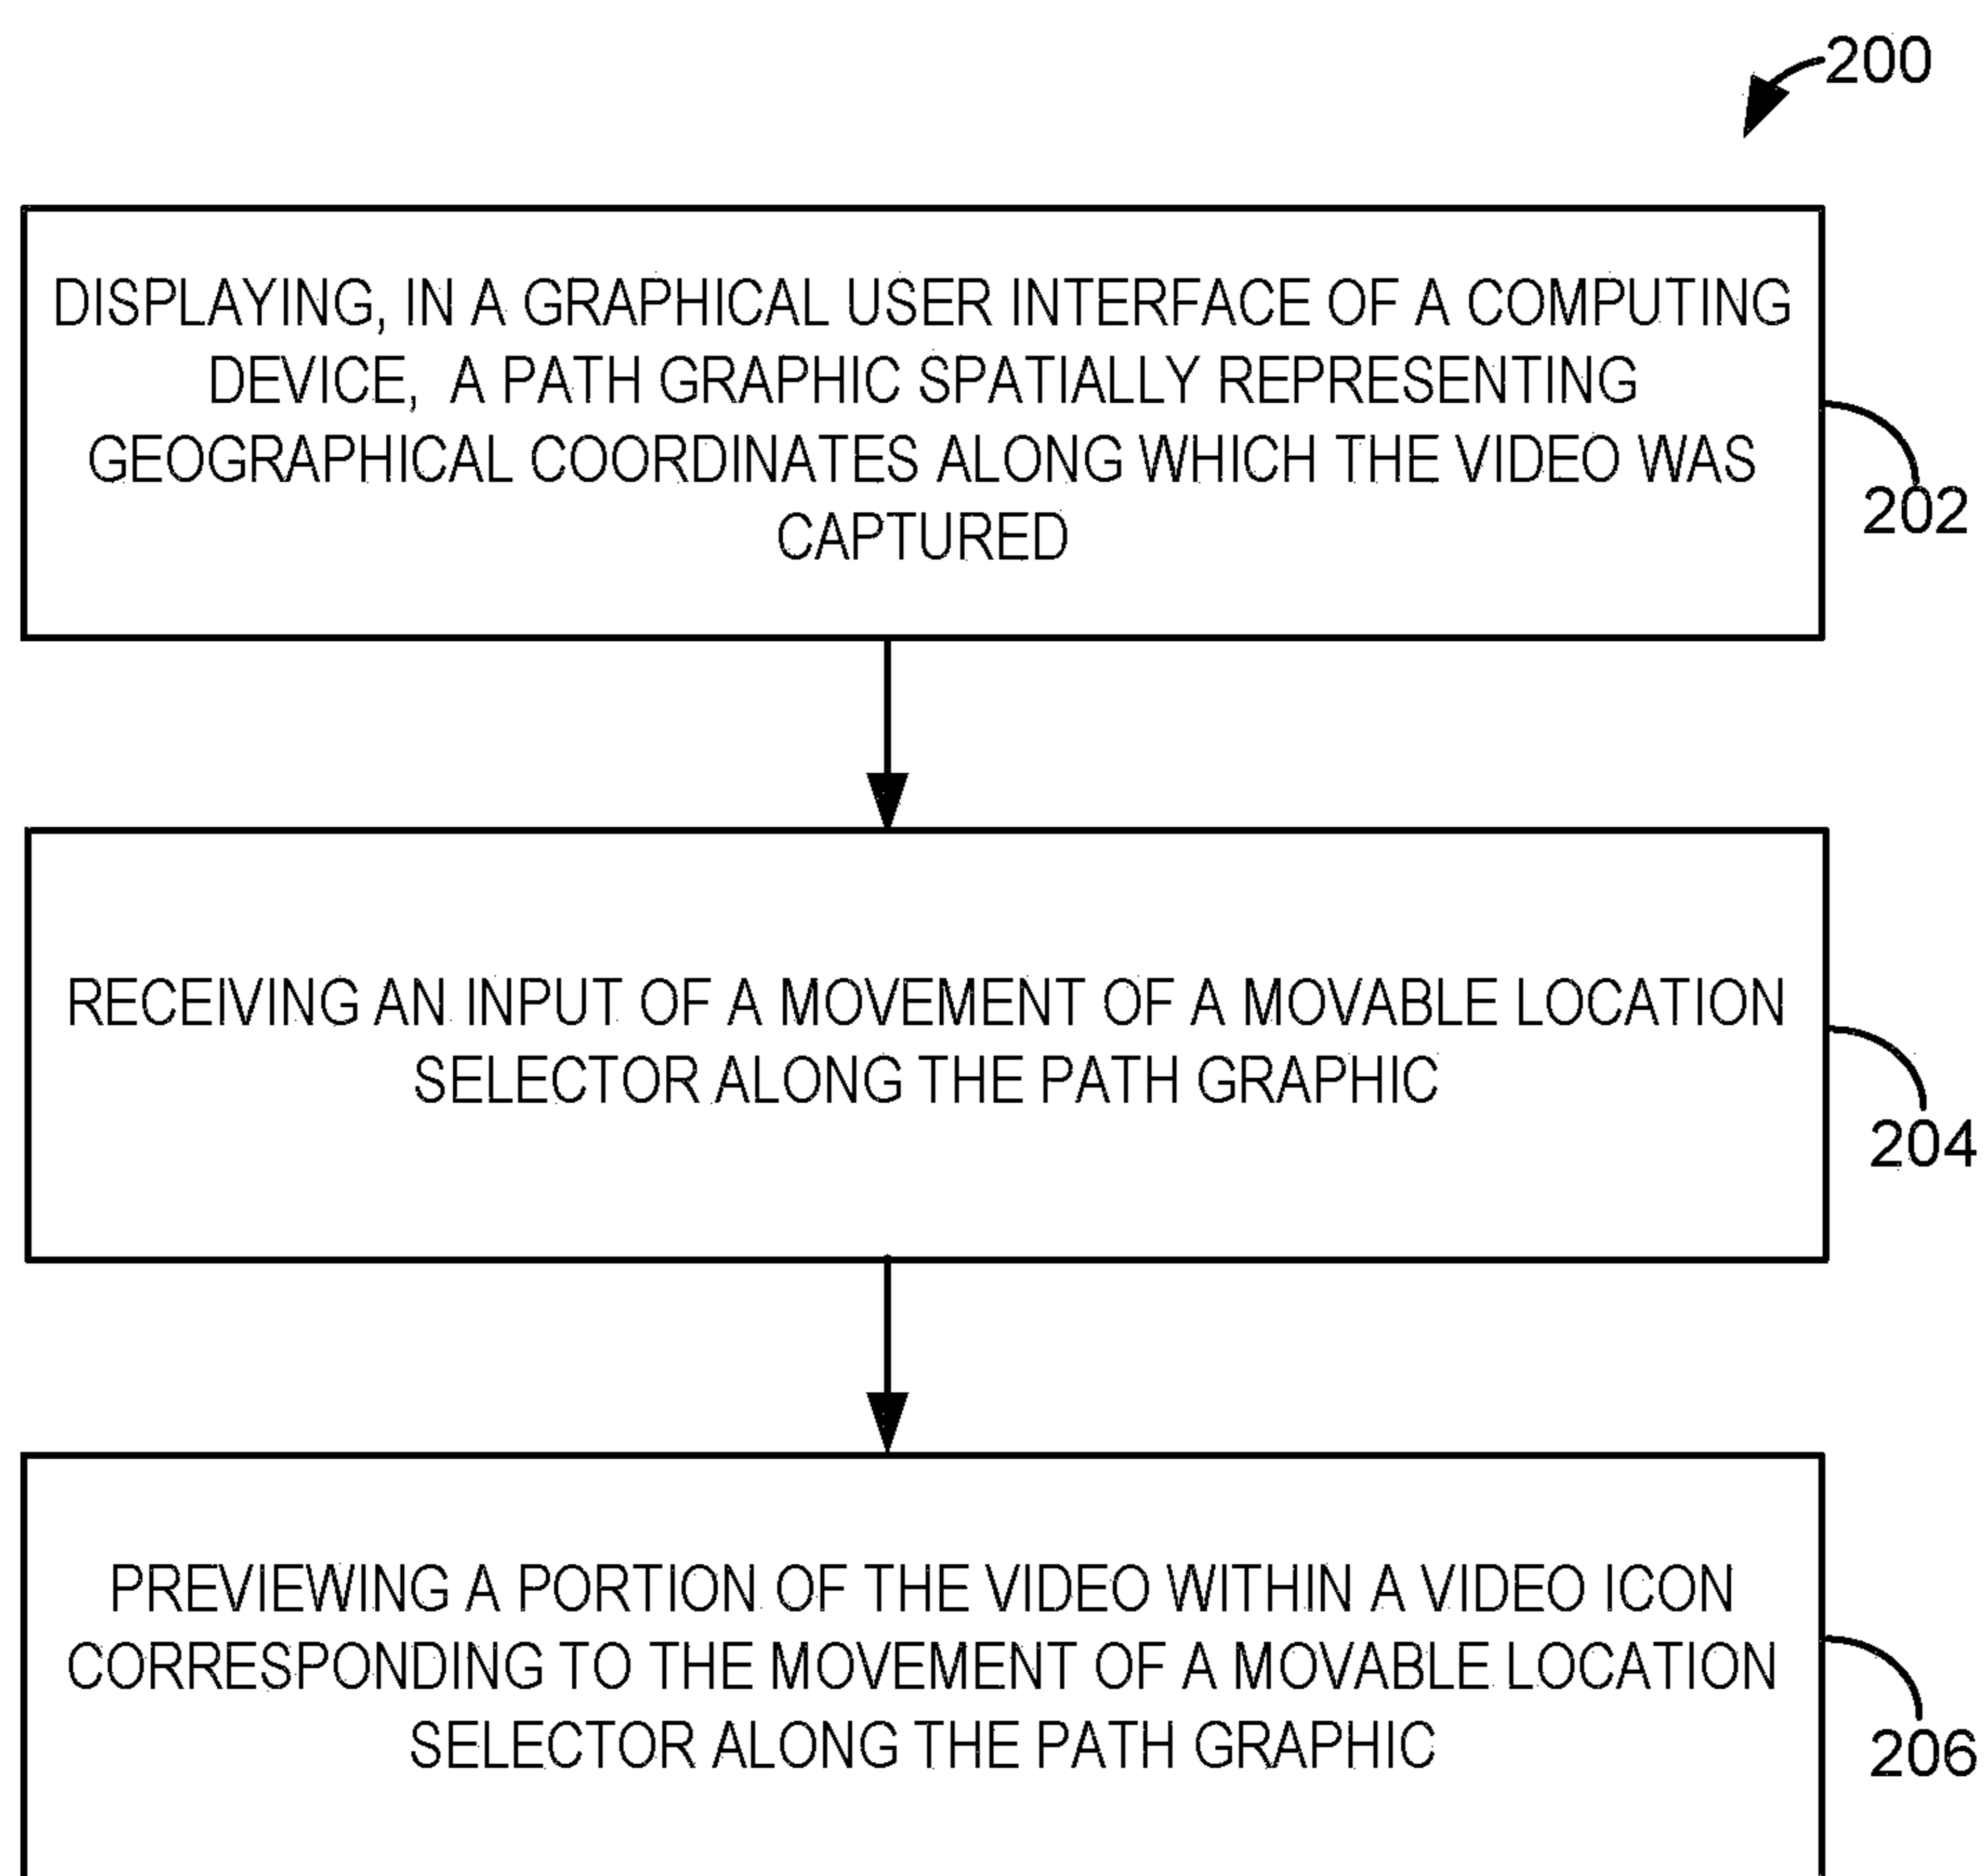 200
DISPLAYING, IN A GRAPHICAL USER INTERFACE OF A COMPUTING
DEVICE, A PATH GRAPHIC SPATIALLY REPRESENTING
GEOGRAPHICAL COORDINATES ALONG WHICH THE VIDEO WAS
CAPTURED
202
RECEIVING AN INPUT OF A MOVEMENT OF A MOVABLE LOCATION
SELECTOR ALONG THE PATH GRAPHIC
204
PREVIEWING A PORTION OF THE VIDEO WITHIN A VIDEO ICON
CORRESPONDING TO THE MOVEMENT OF A MOVABLE LOCATION
SELECTOR ALONG THE PATH GRAPHIC
206